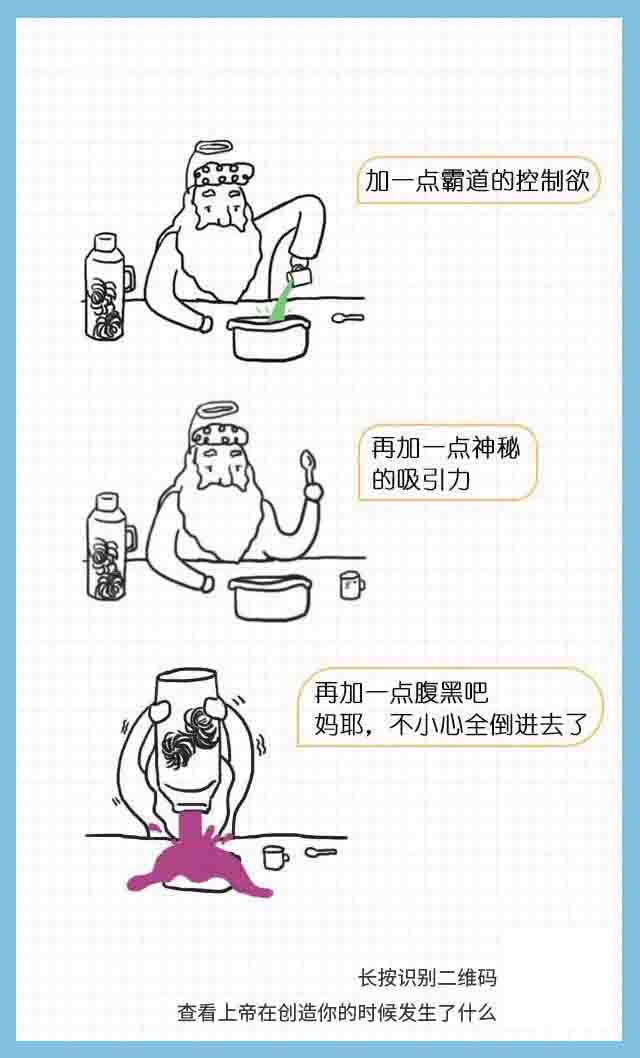 加一点霸道的控制欲
再加一点神秘
的吸引力
再加一点腹黑吧
妈耶，不小心全倒进去了
长按识别二维码
查看上帝在创造你的时候发生了什么